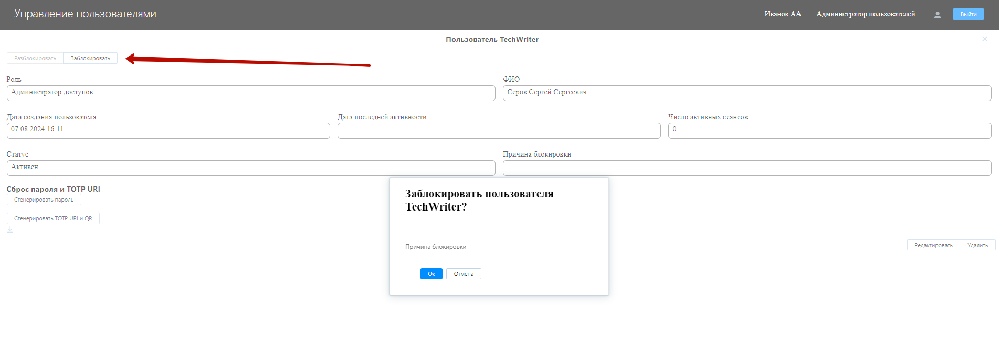 Управление пользователями
Иванов АА Администратор пользователей Выйти
Пользователь TechWriter
Разблокировать Заблокировать
Роль ФИО
Администратор доступов Серов Сергей Сергеевич
Дата создания пользователя Дата последней активности Число активных сеансов
07.08.2024 16:11 0
Статус Причина блокировки
Активен
Сброс пароля и TOTP URI
Сгенерировать пароль
Сгенерировать TOTP URI и QR
Заблокировать пользователя
TechWriter?
Причина блокировки
Ок Отмена
Редактировать Удалить